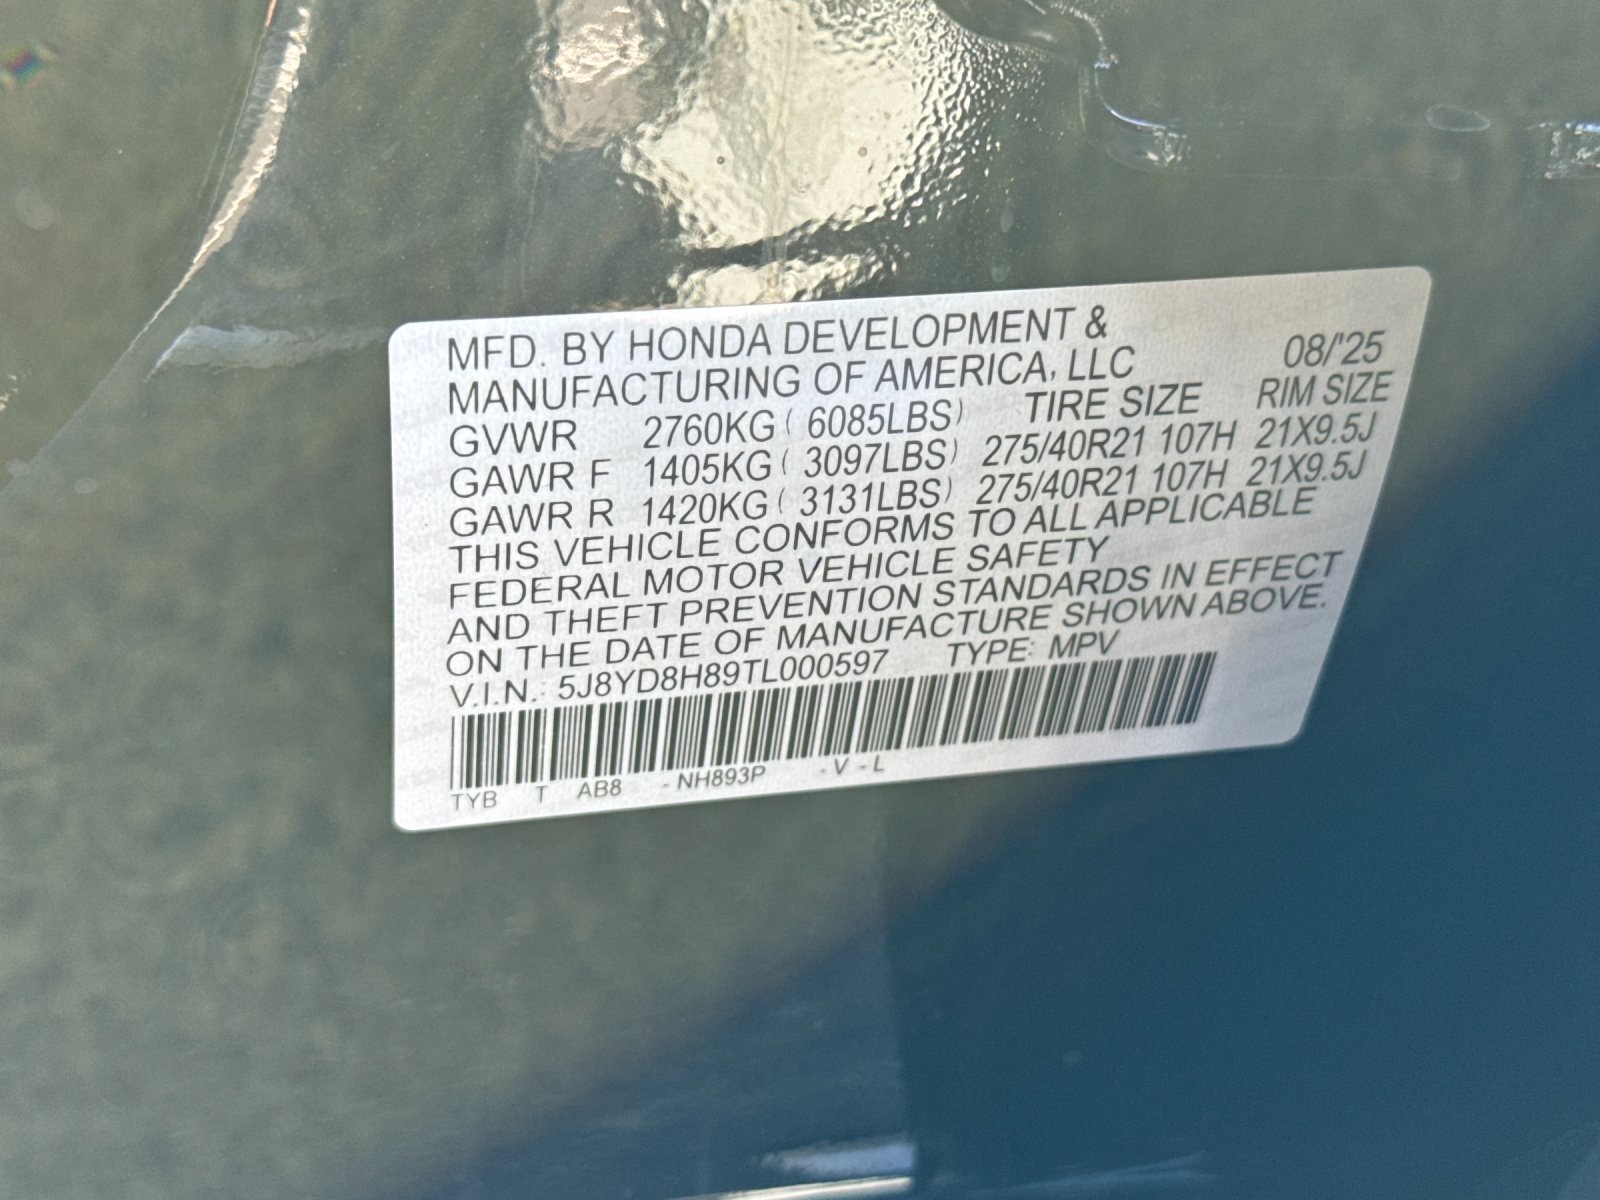 MFD. BY HONDA DEVELOPMENT &
MANUFACTURING OF AMERICA, LLC 08/'25
GVWR 2760KG ( 6085LBS) TIRE SIZE RIM SIZE
GAWR F 1405KG ( 3097LBS) 275/40R21 107H 21X9.5J
GAWR R 1420KG ( 3131LBS) 275/40R21 107H 21X9.5J
THIS VEHICLE CONFORMS TO ALL APPLICABLE
FEDERAL MOTOR VEHICLE SAFETY
AND THEFT PREVENTION STANDARDS IN EFFECT
ON THE DATE OF MANUFACTURE SHOWN ABOVE.
V.I.N.: 5J8YD8H89TL000597 TYPE: MPV
TYB T AB8 - NH893P - V - L